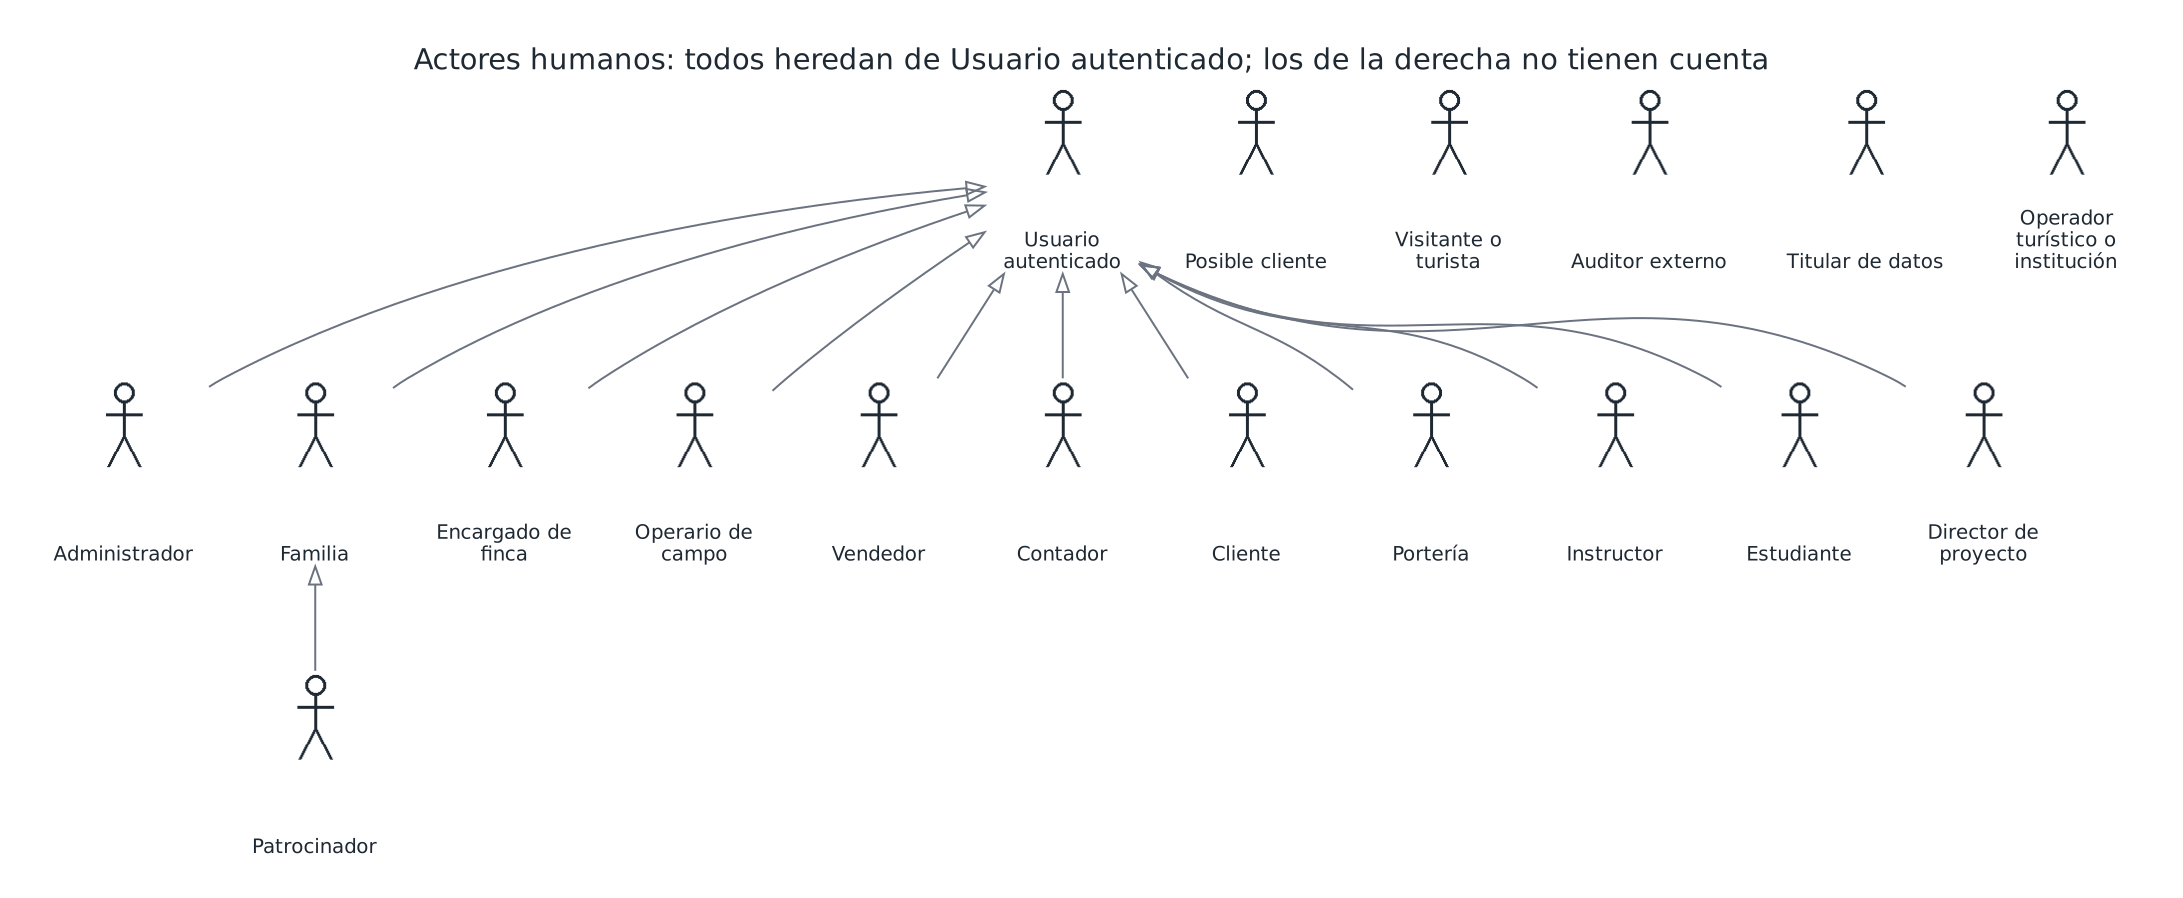 Actores humanos: todos heredan de Usuario autenticado; los de la derecha no tienen cuenta
Usuario
autenticado
Posible cliente
Visitante o
turista
Auditor externo
Titular de datos
Operador
turístico o
institución
Administrador
Familia
Encargado de
finca
Operario de
campo
Vendedor
Contador
Cliente
Portería
Instructor
Estudiante
Director de
proyecto
Patrocinador